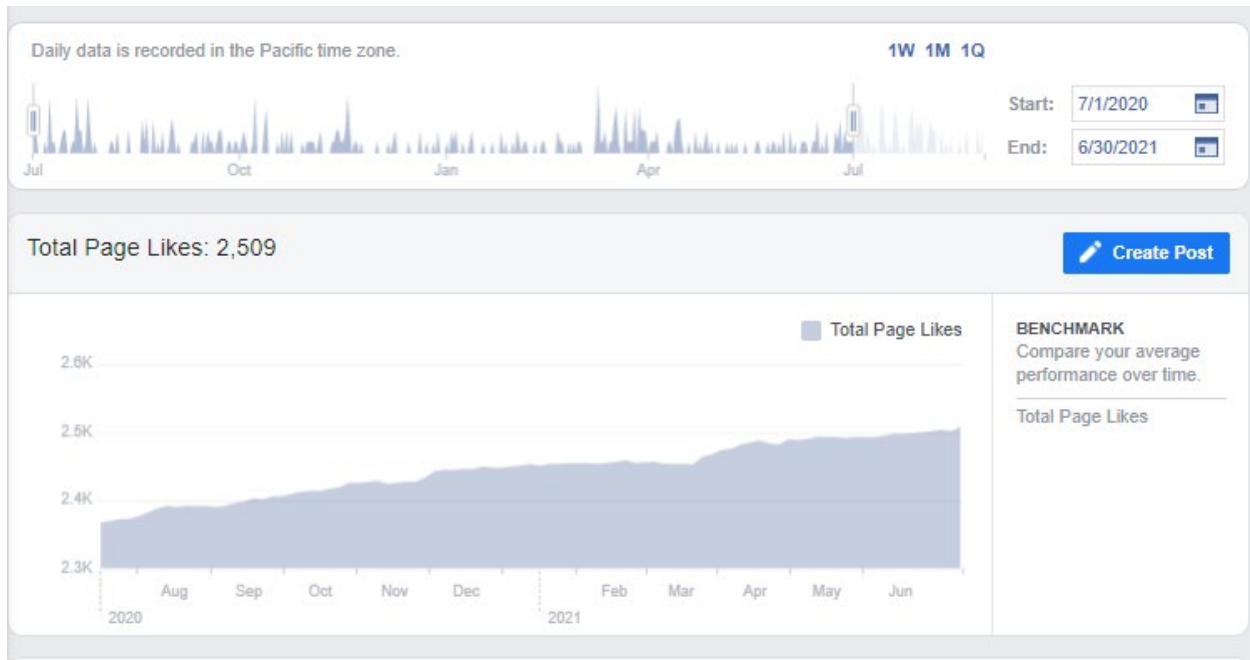 Daily data is recorded in the Pacific time zone.
1W 1M 1Q
Start: 7/1/2020
End: 6/30/2021
Jul Oct Jan Apr Jul
Total Page Likes: 2,509
Create Post
Total Page Likes
BENCHMARK
Compare your average
performance over time.
Total Page Likes
2.6K
2.5K
2.4K
2.3K
Aug Sep Oct Nov Dec Feb Mar Apr May Jun
2020 2021